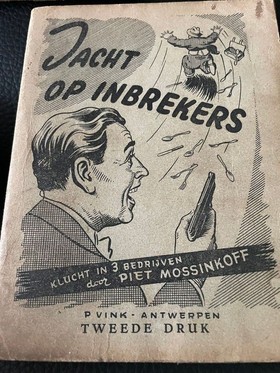 JACHT
OP INBREKERS
KLUCHT IN 3 BEDRIJVEN
door PIET MOSSINKOFF
P VINK - ANTWERPEN
TWEEDE DRUK